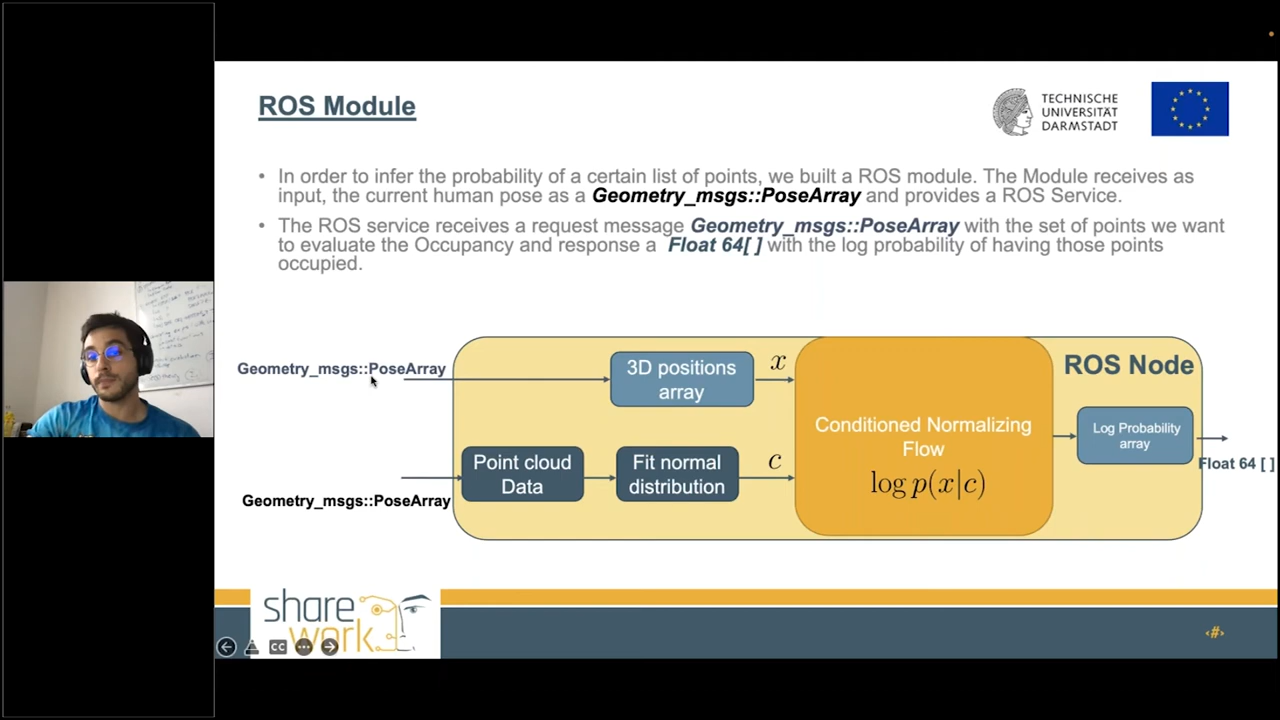 ROS Module
TECHNISCHE
UNIVERSITÄT
DARMSTADT
• In order to infer the probability of a certain list of points, we built a ROS module. The Module receives as
input, the current human pose as a Geometry_msgs::PoseArray and provides a ROS Service.
• The ROS service receives a request message Geometry_msgs::PoseArray with the set of points we want
to evaluate the Occupancy and response a Float 64[ ] with the log probability of having those points
occupied.
Geometry_msgs::PoseArray
3D positions
array
x
ROS Node
Conditioned Normalizing
Flow
log p(x|c)
Log Probability
array
Float 64 [ ]
Point cloud
Data
Fit normal
distribution
c
Geometry_msgs::PoseArray
share
work
CC
‹#›